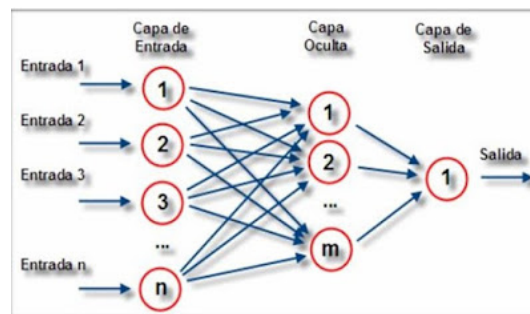 Capa de
Entrada
Capa
Oculta
Capa de
Salida
Entrada 1
1
Entrada 2
2
Entrada 3
3
...
Entrada n
n
1
2
...
m
1
Salida